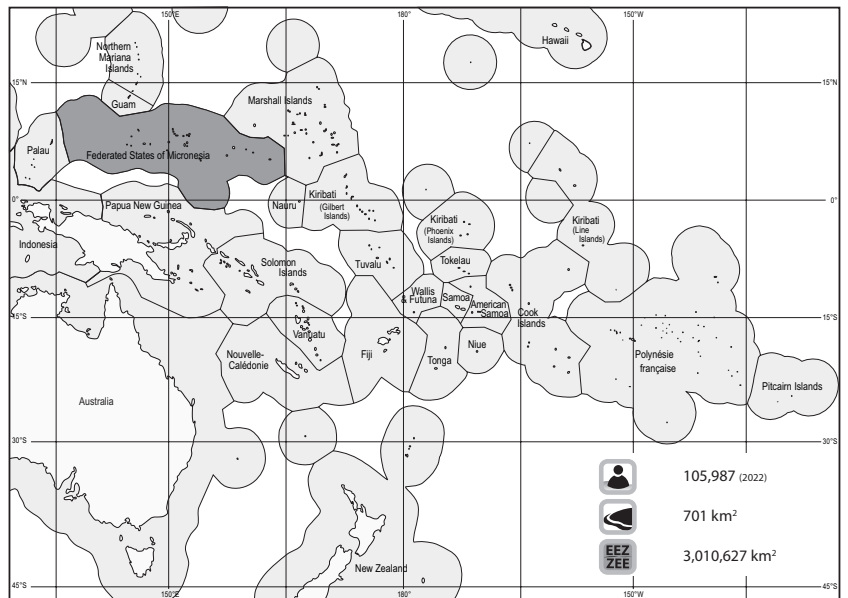 150°E
180°
150°W
Hawaii
Northern
Mariana
Islands
15°N
15°N
Guam
Marshall Islands
Palau
Federated States of Micronesia
0°
0°
Papua New Guinea
Nauru
Kiribati
(Gilbert
Islands)
Kiribati
(Phoenix
Islands)
Kiribati
(Line
Islands)
Indonesia
Solomon
Islands
Tuvalu
Tokelau
Wallis
& Futuna
Samoa
American
Samoa
Cook
Islands
15°S
15°S
Vanuatu
Nouvelle-
Calédonie
Fiji
Tonga
Niue
Polynésie
française
Pitcairn Islands
Australia
30°S
30°S
105,987 (2022)
701 km²
EEZ
ZEE
3,010,627 km²
New Zealand
45°S
45°S
150°E
180°
150°W